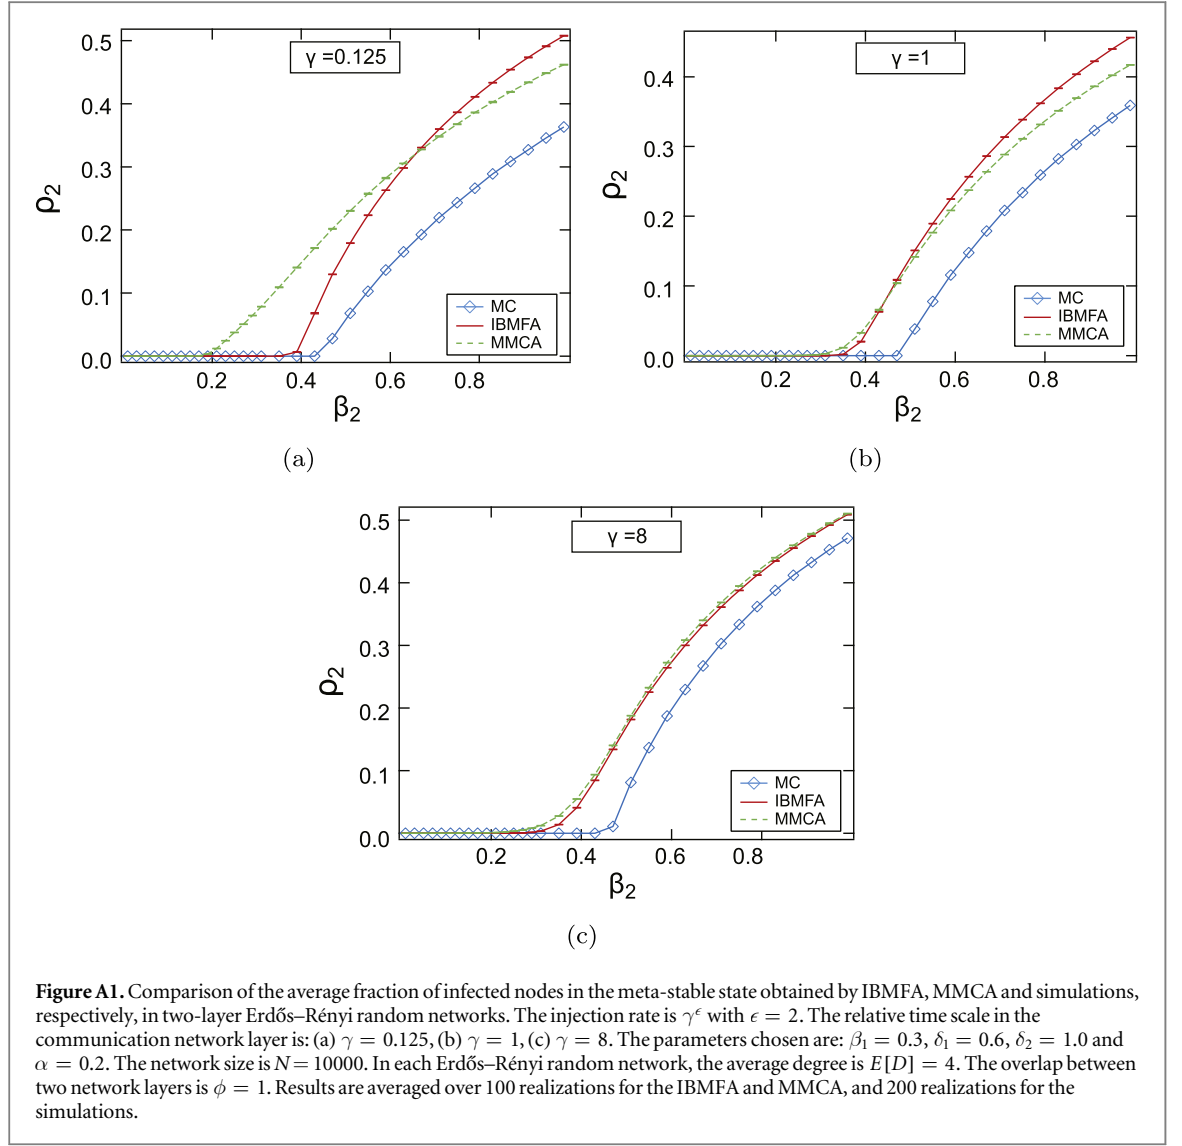 γ =0.125
0.5
0.4
0.3
0.2
0.1
0.0
ρ2
MC
IBMFA
MMCA
0.2 0.4 0.6 0.8
β2
(a)
γ =1
0.4
0.3
0.2
0.1
0.0
ρ2
MC
IBMFA
MMCA
0.2 0.4 0.6 0.8
β2
(b)
γ =8
0.5
0.4
0.3
0.2
0.1
0.0
ρ2
MC
IBMFA
MMCA
0.2 0.4 0.6 0.8
β2
(c)
Figure A1. Comparison of the average fraction of infected nodes in the meta-stable state obtained by IBMFA, MMCA and simulations,
respectively, in two-layer Erdős–Rényi random networks. The injection rate is γ^ϵ with ϵ = 2. The relative time scale in the
communication network layer is: (a) γ = 0.125, (b) γ = 1, (c) γ = 8. The parameters chosen are: β1 = 0.3, δ1 = 0.6, δ2 = 1.0 and
α = 0.2. The network size is N = 10000. In each Erdős–Rényi random network, the average degree is E[D] = 4. The overlap between
two network layers is ϕ = 1. Results are averaged over 100 realizations for the IBMFA and MMCA, and 200 realizations for the
simulations.